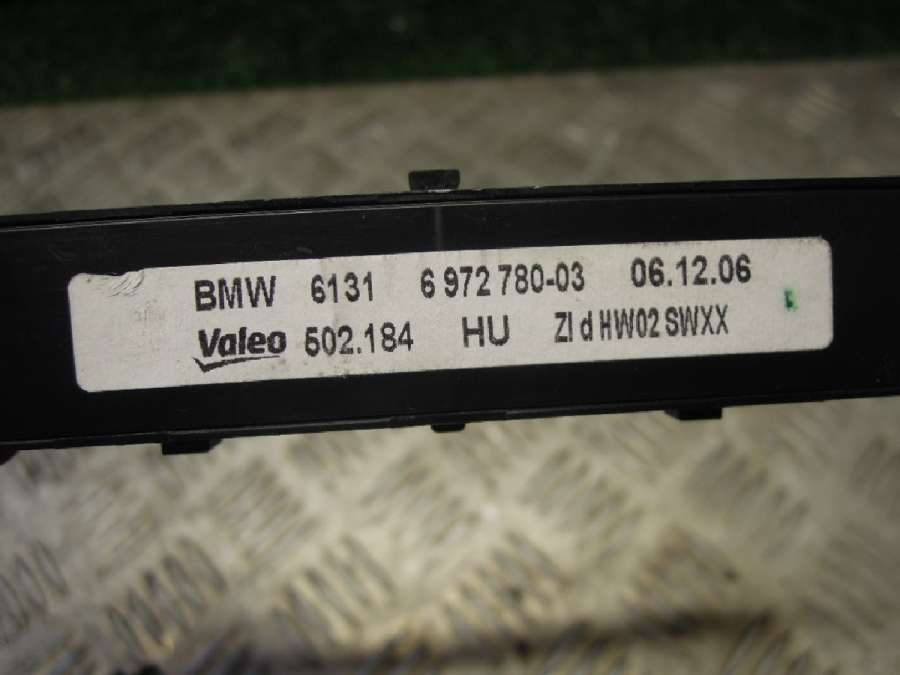 BMW 6131 6 972 780-03 06.12.06
Valeo 502.184 HU ZI d HW02 SWXX